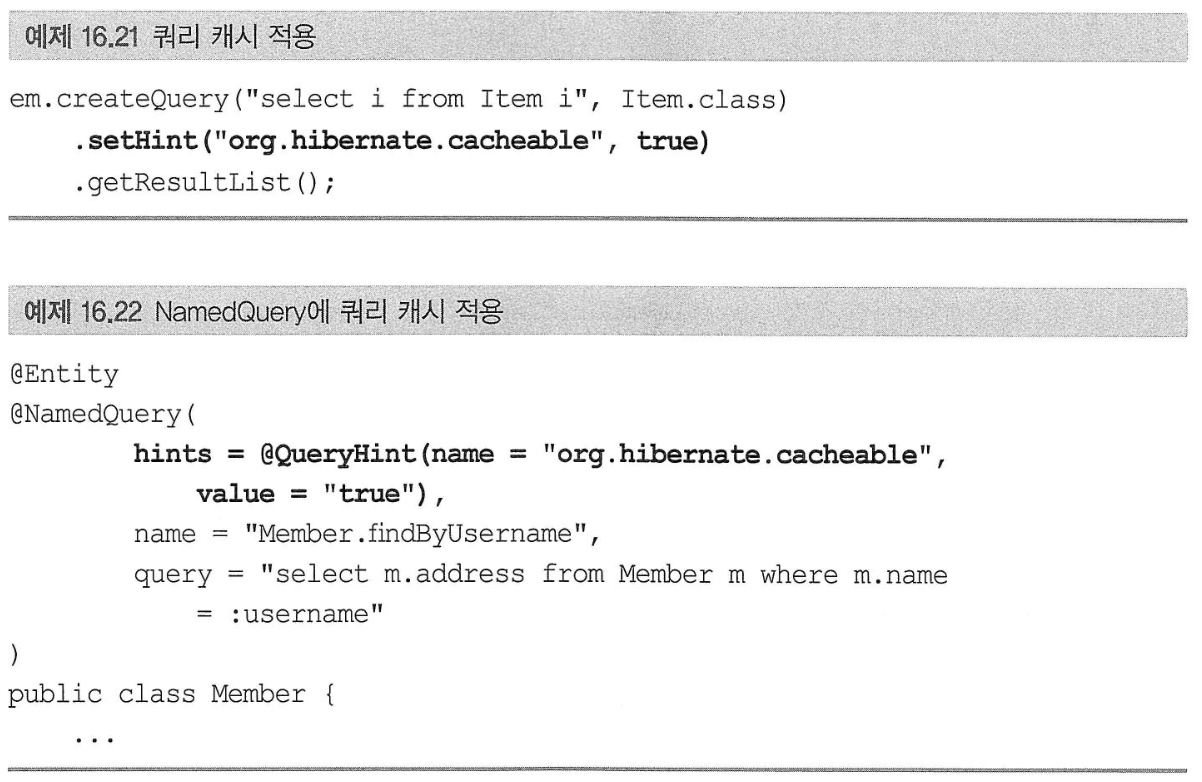 예제 16.21 쿼리 캐시 적용
em.createQuery("select i from Item i", Item.class)
    .setHint("org.hibernate.cacheable", true)
    .getResultList();
예제 16.22 NamedQuery에 쿼리 캐시 적용
@Entity
@NamedQuery(
        hints = @QueryHint(name = "org.hibernate.cacheable",
            value = "true"),
        name = "Member.findByUsername",
        query = "select m.address from Member m where m.name
            = :username"
)
public class Member {
    ...